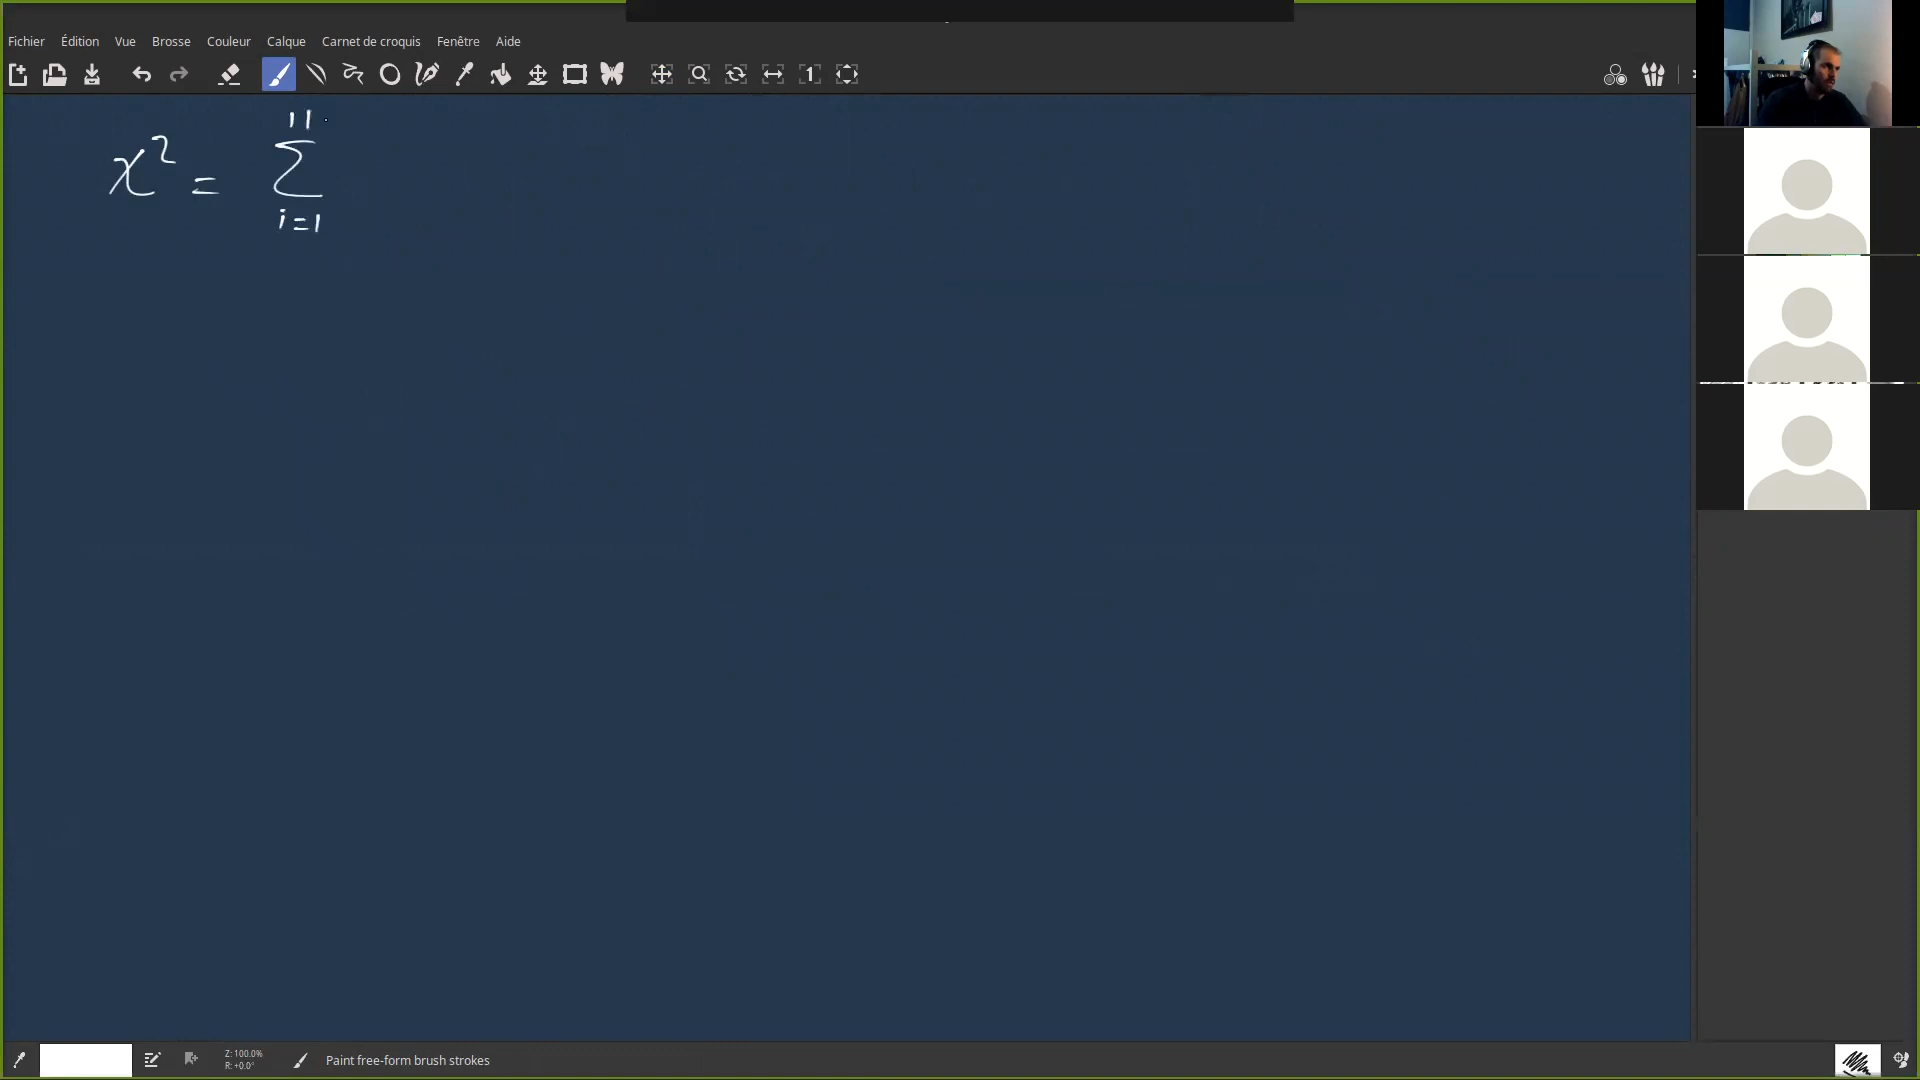 Fichier Édition Vue Brosse Couleur Calque Carnet de croquis Fenêtre Aide
1
11
χ² = Σ
i=1
Z: 100.0%
R: +0.0°
Paint free-form brush strokes